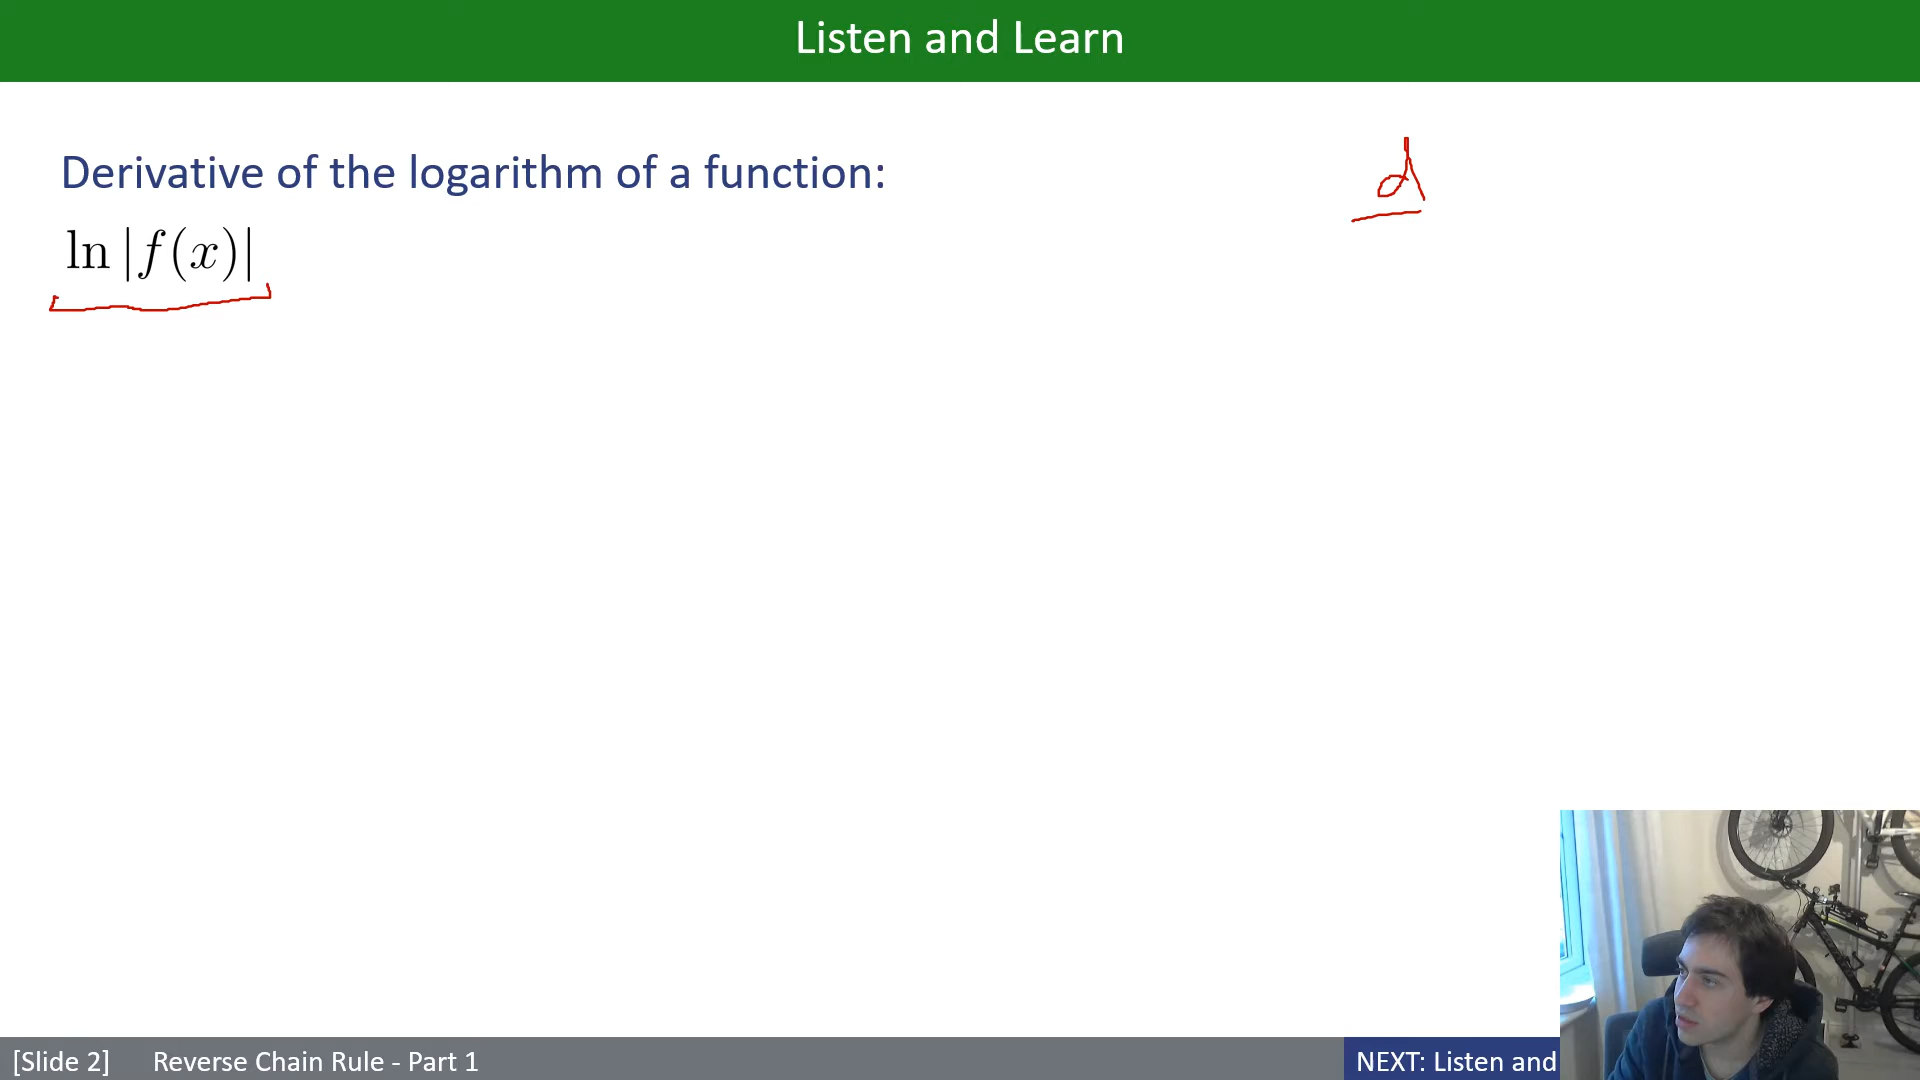 Listen and Learn
Derivative of the logarithm of a function:
d
ln |f(x)|
[Slide 2] Reverse Chain Rule - Part 1
NEXT: Listen and